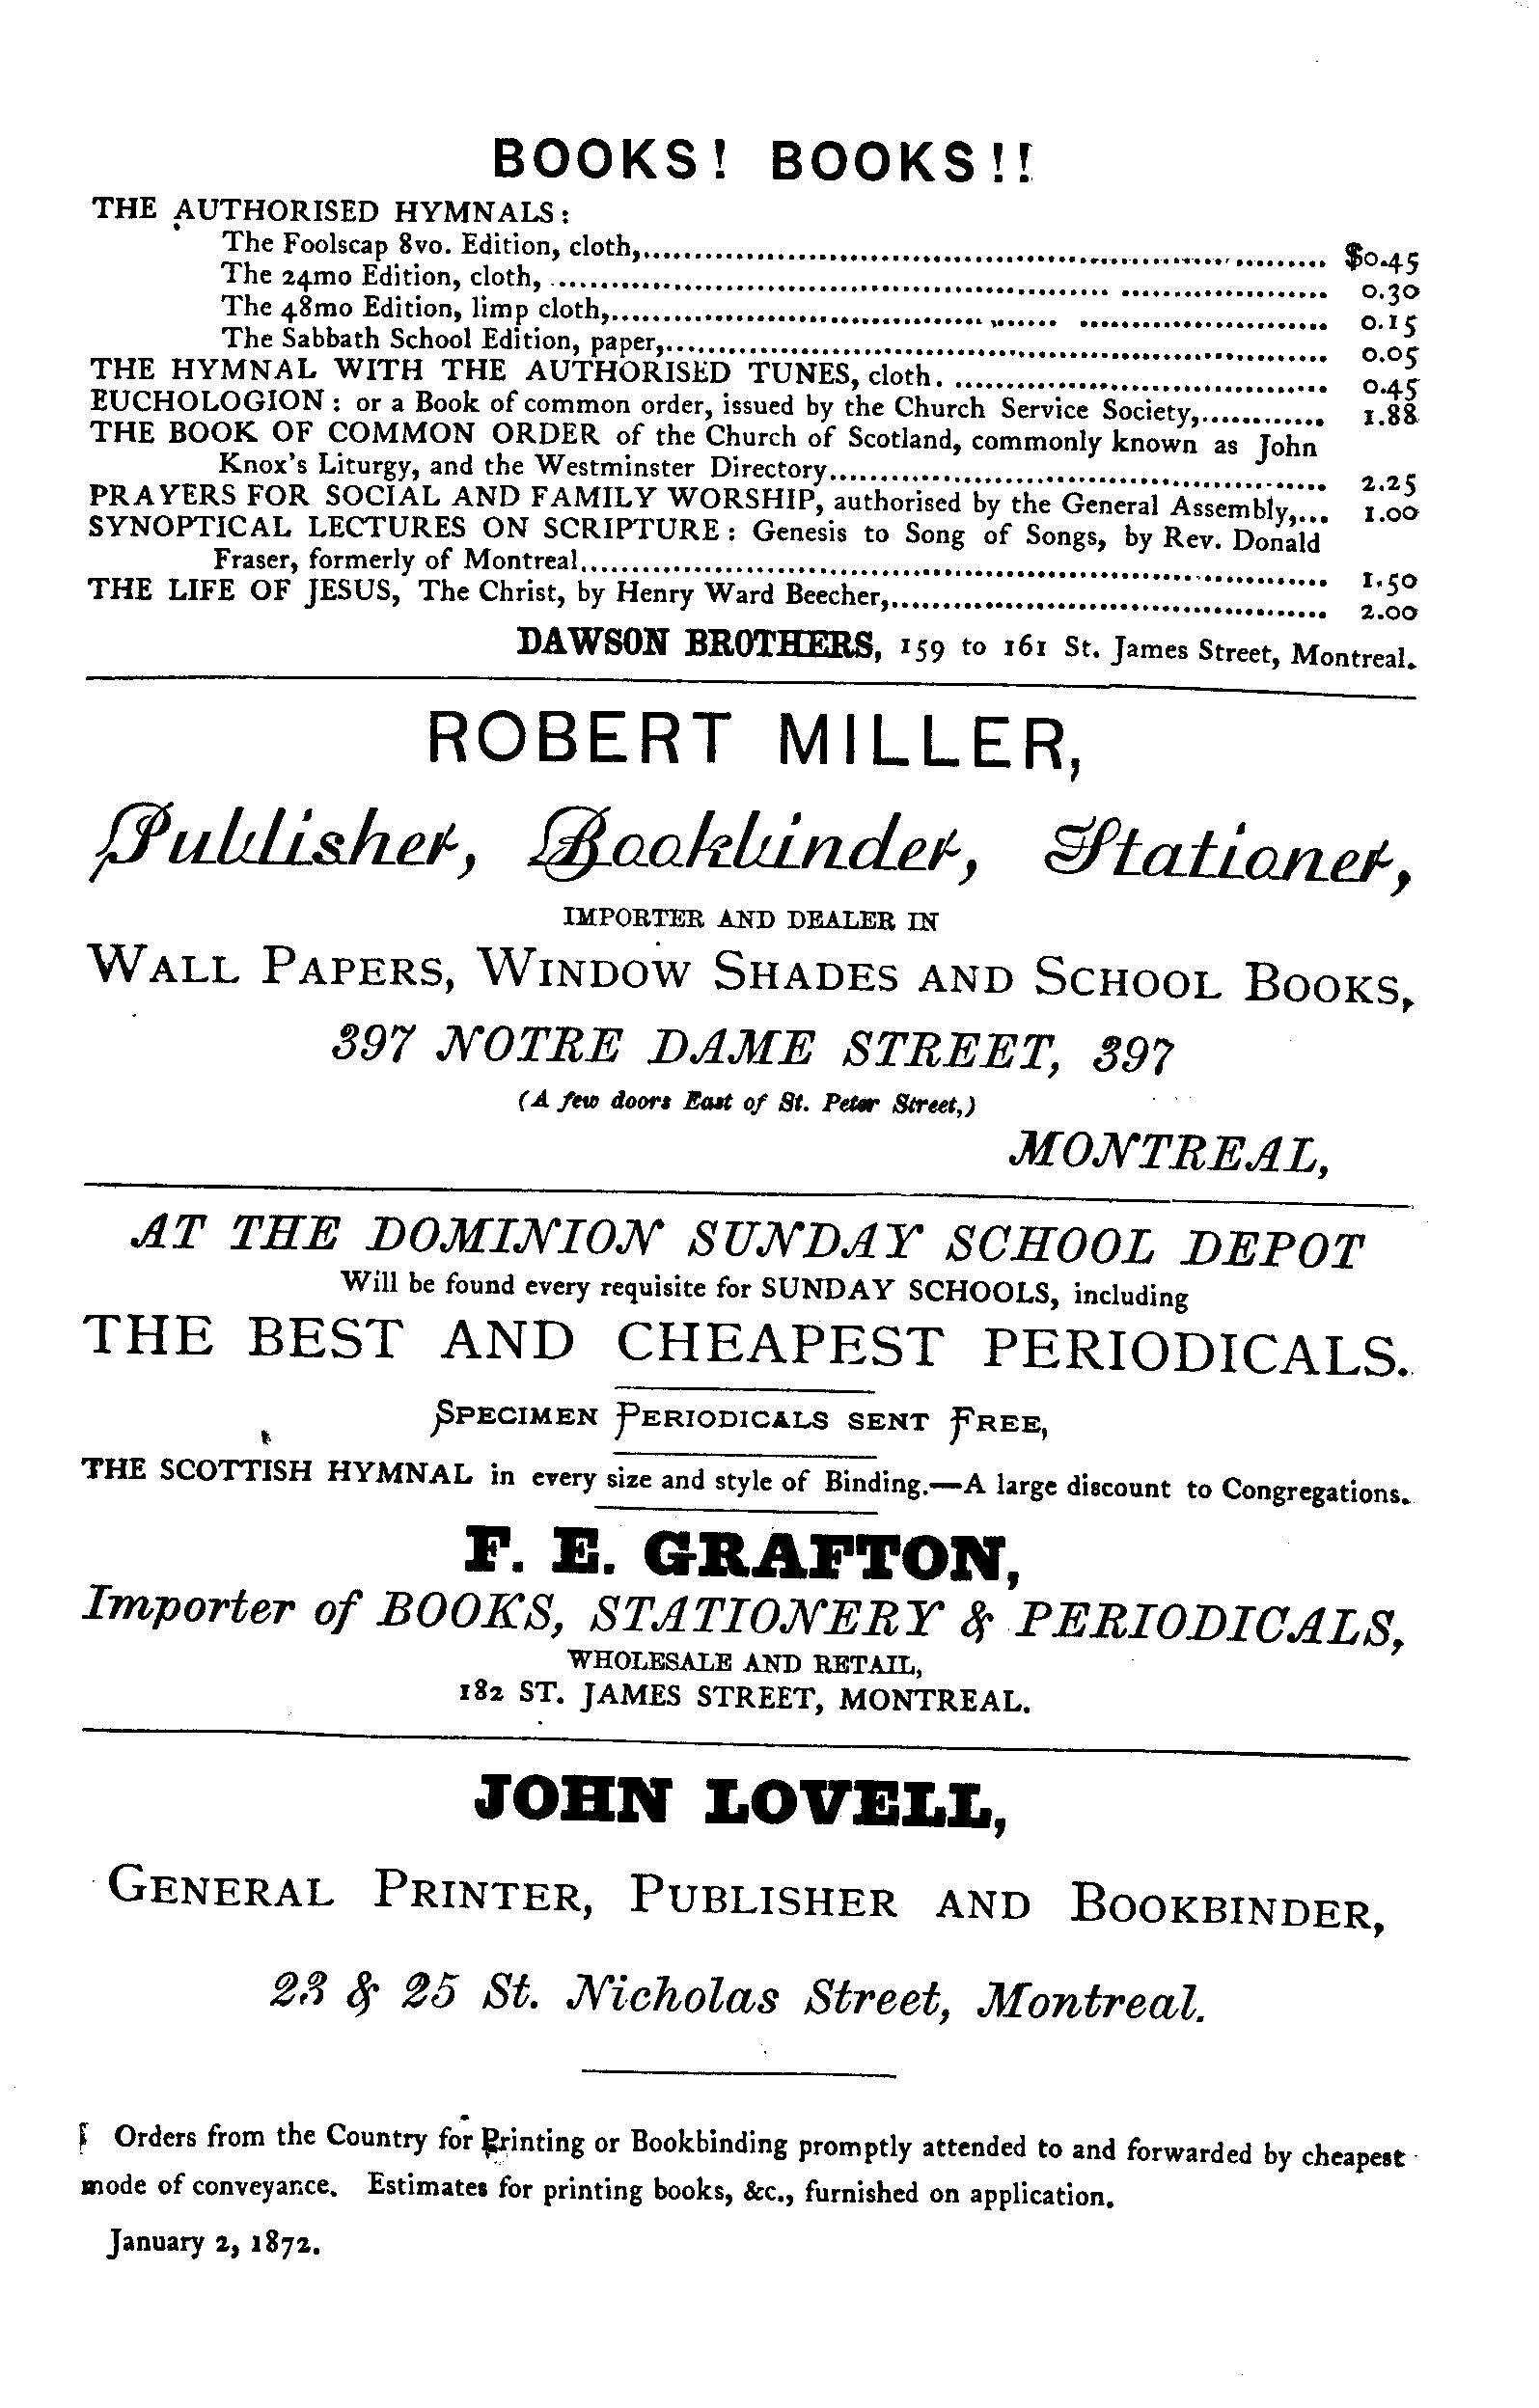 BOOKS! BOOKS!!
THE AUTHORISED HYMNALS:
The Foolscap 8vo. Edition, cloth,........ $0.45
The 24mo Edition, cloth,........ 0.30
The 48mo Edition, limp cloth,........ 0.15
The Sabbath School Edition, paper,........ 0.05
THE HYMNAL WITH THE AUTHORISED TUNES, cloth......... 0.45
EUCHOLOGION: or a Book of common order, issued by the Church Service Society,........ 1.88
THE BOOK OF COMMON ORDER of the Church of Scotland, commonly known as John
Knox's Liturgy, and the Westminster Directory........ 2.25
PRAYERS FOR SOCIAL AND FAMILY WORSHIP, authorised by the General Assembly,... 1.00
SYNOPTICAL LECTURES ON SCRIPTURE: Genesis to Song of Songs, by Rev. Donald
Fraser, formerly of Montreal........ 1.50
THE LIFE OF JESUS, The Christ, by Henry Ward Beecher,........ 2.00
DAWSON BROTHERS, 159 to 161 St. James Street, Montreal.
ROBERT MILLER,
Publisher, Bookbinder, Stationer,
IMPORTER AND DEALER IN
WALL PAPERS, WINDOW SHADES AND SCHOOL BOOKS,
397 NOTRE DAME STREET, 397
(A few doors East of St. Peter Street,)
MONTREAL,
AT THE DOMINION SUNDAY SCHOOL DEPOT
Will be found every requisite for SUNDAY SCHOOLS, including
THE BEST AND CHEAPEST PERIODICALS.
SPECIMEN PERIODICALS SENT FREE,
THE SCOTTISH HYMNAL in every size and style of Binding.—A large discount to Congregations.
F. E. GRAFTON,
Importer of BOOKS, STATIONERY & PERIODICALS,
WHOLESALE AND RETAIL,
182 ST. JAMES STREET, MONTREAL.
JOHN LOVELL,
GENERAL PRINTER, PUBLISHER AND BOOKBINDER,
23 & 25 St. Nicholas Street, Montreal.
Orders from the Country for Printing or Bookbinding promptly attended to and forwarded by cheapest
mode of conveyance. Estimates for printing books, &c., furnished on application.
January 2, 1872.